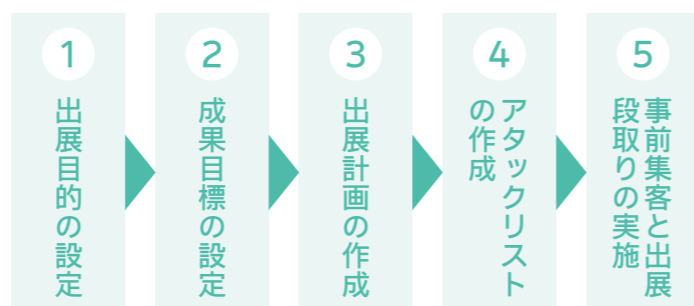 1
出展目的の設定
2
成果目標の設定
3
出展計画の作成
4
アタックリスト
の作成
5
事前集客と出展
段取りの実施